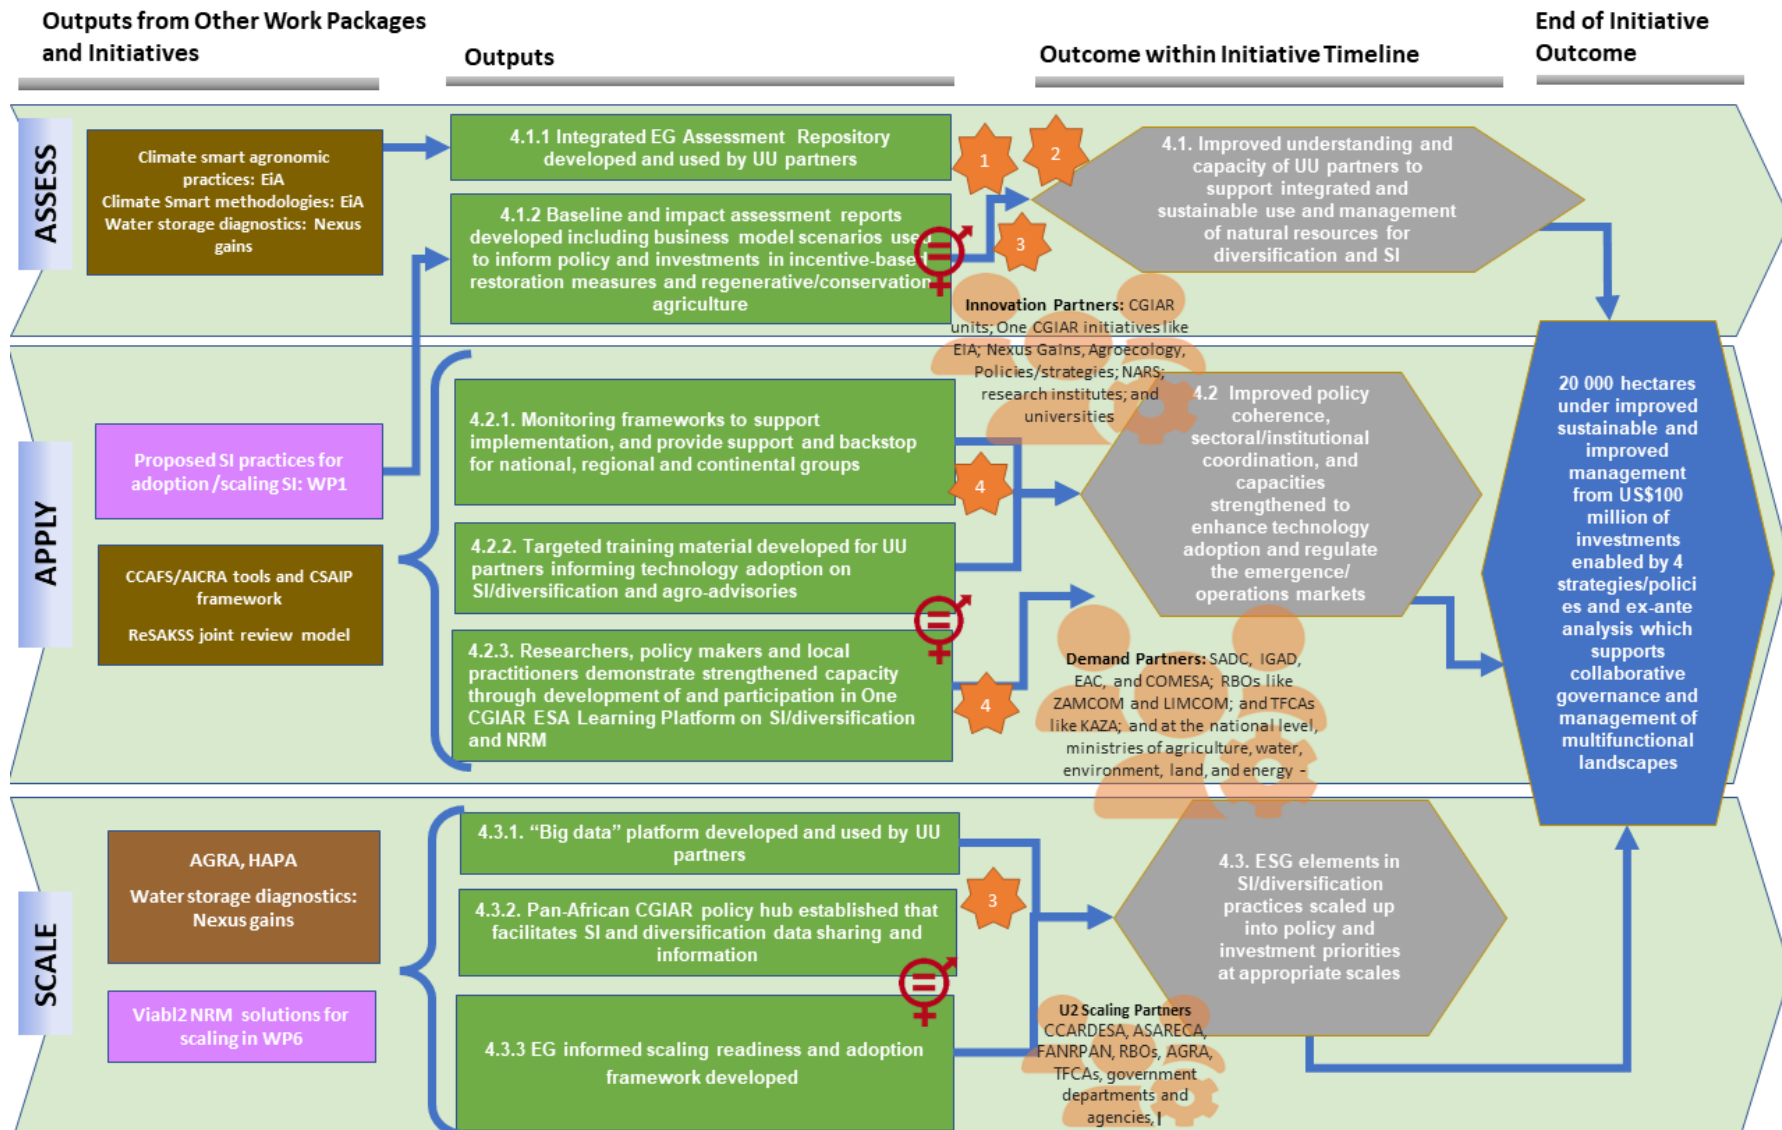 Outputs from Other Work Packages
and Initiatives
Outputs
Outcome within Initiative Timeline
End of Initiative
Outcome
ASSESS
Climate smart agronomic
practices: EiA
Climate Smart methodologies: EiA
Water storage diagnostics: Nexus
gains
4.1.1 Integrated EG Assessment Repository
developed and used by UU partners
4.1.2 Baseline and impact assessment reports
developed including business model scenarios used
to inform policy and investments in incentive-based
restoration measures and regenerative/conservation
agriculture
1
2
3
4.1. Improved understanding and
capacity of UU partners to
support integrated and
sustainable use and management
of natural resources for
diversification and SI
Innovation Partners: CGIAR
units; One CGIAR initiatives like
EIA; Nexus Gains, Agroecology,
Policies/strategies; NARS;
research institutes; and
universities
APPLY
Proposed SI practices for
adoption /scaling SI: WP1
CCAFS/AICRA tools and CSAIP
framework
ReSAKSS joint review model
4.2.1. Monitoring frameworks to support
implementation, and provide support and backstop
for national, regional and continental groups
4.2.2. Targeted training material developed for UU
partners informing technology adoption on
SI/diversification and agro-advisories
4.2.3. Researchers, policy makers and local
practitioners demonstrate strengthened capacity
through development of and participation in One
CGIAR ESA Learning Platform on SI/diversification
and NRM
4
4
4.2 Improved policy
coherence,
sectoral/institutional
coordination, and
capacities
strengthened to
enhance technology
adoption and regulate
the emergence/
operations markets
Demand Partners: SADC, IGAD,
EAC, and COMESA; RBOs like
ZAMCOM and LIMCOM; and TFCAs
like KAZA; and at the national level,
ministries of agriculture, water,
environment, land, and energy -
20 000 hectares
under improved
sustainable and
improved
management
from US$100
million of
investments
enabled by 4
strategies/polici
es and ex-ante
analysis which
supports
collaborative
governance and
management of
multifunctional
landscapes
SCALE
AGRA, HAPA
Water storage diagnostics:
Nexus gains
Viabl2 NRM solutions for
scaling in WP6
4.3.1. “Big data” platform developed and used by UU
partners
4.3.2. Pan-African CGIAR policy hub established that
facilitates SI and diversification data sharing and
information
4.3.3 EG informed scaling readiness and adoption
framework developed
3
4.3. ESG elements in
SI/diversification
practices scaled up
into policy and
investment priorities
at appropriate scales
U2 Scaling Partners
CCARDESA, ASARECA,
FANRPAN, RBOs, AGRA,
TFCAs, government
departments and
agencies, |